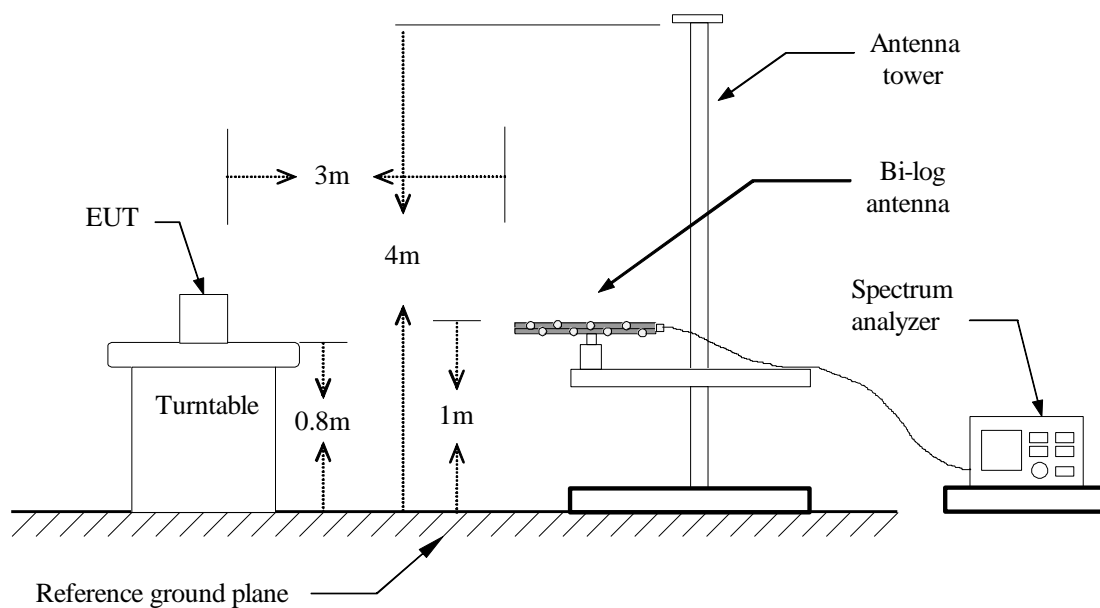 Antenna
tower
3m
Bi-log
antenna
EUT
4m
Spectrum
analyzer
Turntable
0.8m
1m
Reference ground plane